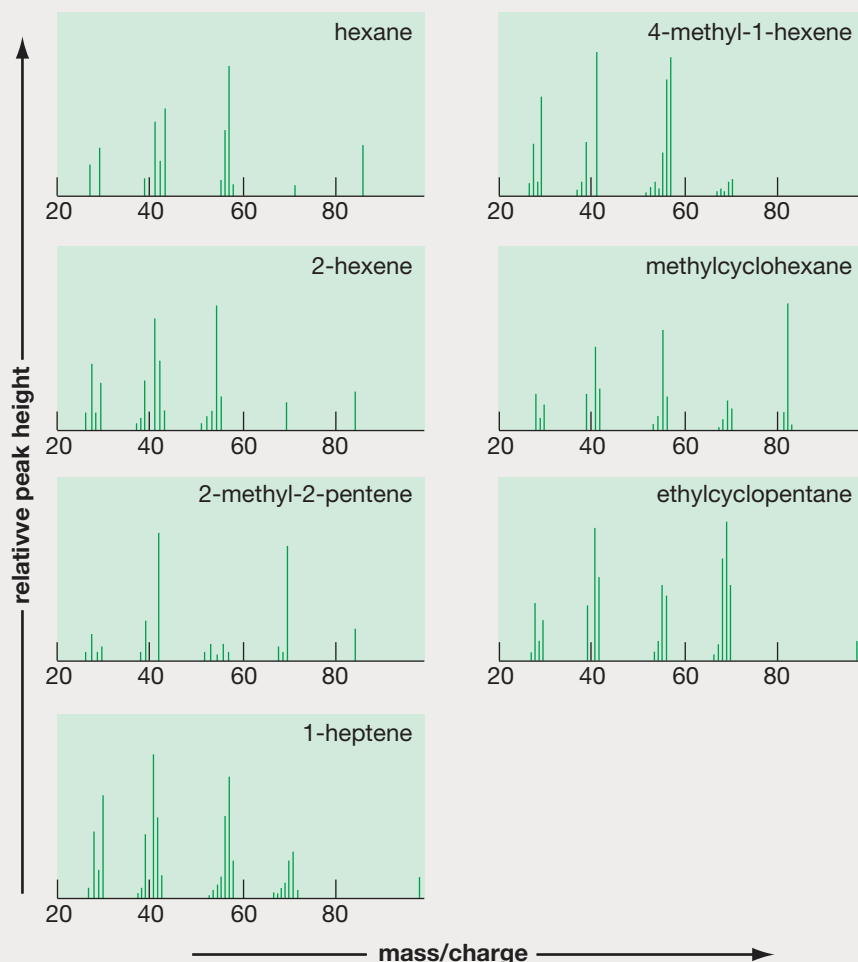 relativve peak height
hexane
20 40 60 80
4-methyl-1-hexene
20 40 60 80
2-hexene
20 40 60 80
methylcyclohexane
20 40 60 80
2-methyl-2-pentene
20 40 60 80
ethylcyclopentane
20 40 60 80
1-heptene
20 40 60 80
mass/charge